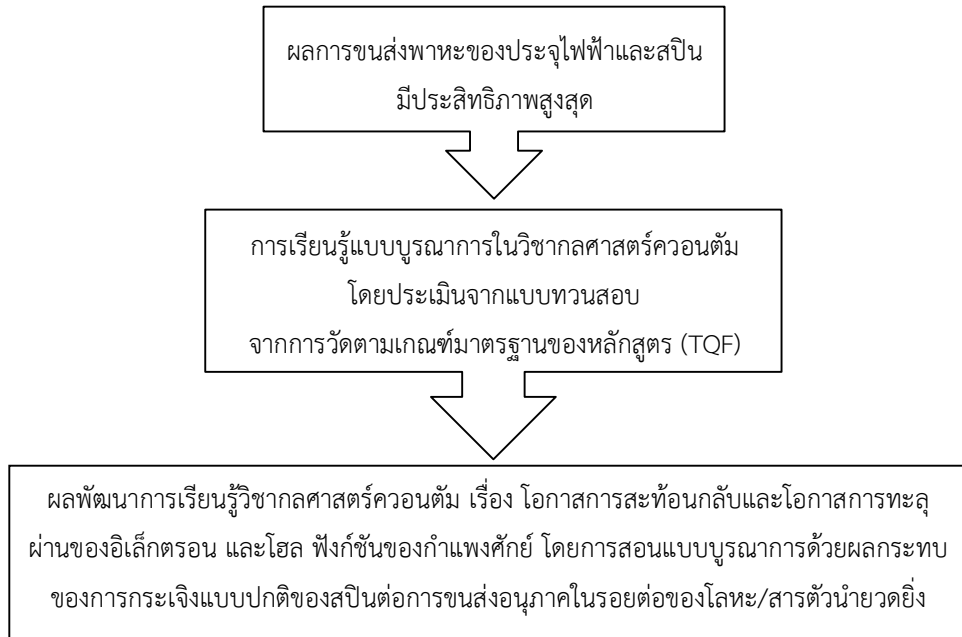 ผลการขนส่งพาหะของประจุไฟฟ้าและสปิน
มีประสิทธิภาพสูงสุด
การเรียนรู้แบบบูรณาการในวิชากลศาสตร์ควอนตัม
โดยประเมินจากแบบทวนสอบ
จากการวัดตามเกณฑ์มาตรฐานของหลักสูตร (TQF)
ผลพัฒนาการเรียนรู้วิชากลศาสตร์ควอนตัม เรื่อง โอกาสการสะท้อนกลับและโอกาสการทะลุ
ผ่านของอิเล็กตรอน และโฮล ฟังก์ชันของกำแพงศักย์ โดยการสอนแบบบูรณาการด้วยผลกระทบ
ของการกระเจิงแบบปกติของสปินต่อการขนส่งอนุภาคในรอยต่อของโลหะ/สารตัวนำยวดยิ่ง